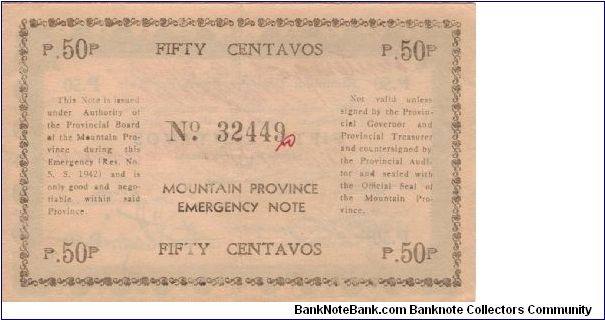 ₱.50₱ FIFTY CENTAVOS ₱.50₱
This Note is issued
under Authority of
the Provincial Board
of the Mountain Pro-
vince during this
Emergency (Res. No.
5, S. 1942) and is
only good and nego-
tiable within said
Province.
No. 32449
MOUNTAIN PROVINCE
EMERGENCY NOTE
Not valid unless
signed by the Provin-
cial Governor and
Provincial Treasurer
and countersigned by
the Provincial Audi-
tor and sealed with
the Official Seal of
the Mountain Pro-
vince.
₱.50₱ FIFTY CENTAVOS ₱.50₱
BankNoteBank.com Banknote Collectors Community